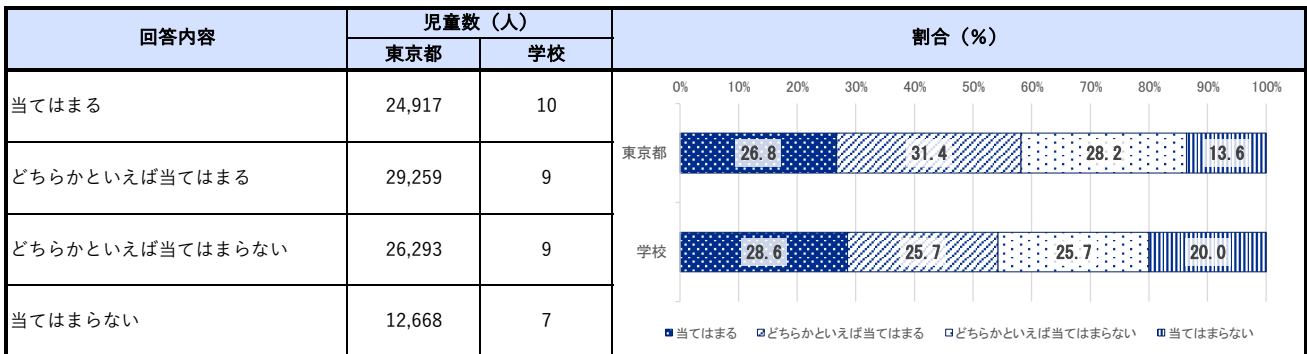 回答内容 児童数（人） 割合（%）
東京都 学校
0% 10% 20% 30% 40% 50% 60% 70% 80% 90% 100%
当てはまる 24,917 10
東京都 26.8 31.4 28.2 13.6
どちらかといえば当てはまる 29,259 9
どちらかといえば当てはまらない 26,293 9
学校 28.6 25.7 25.7 20.0
当てはまらない 12,668 7
当てはまる どちらかといえば当てはまる どちらかといえば当てはまらない 当てはまらない